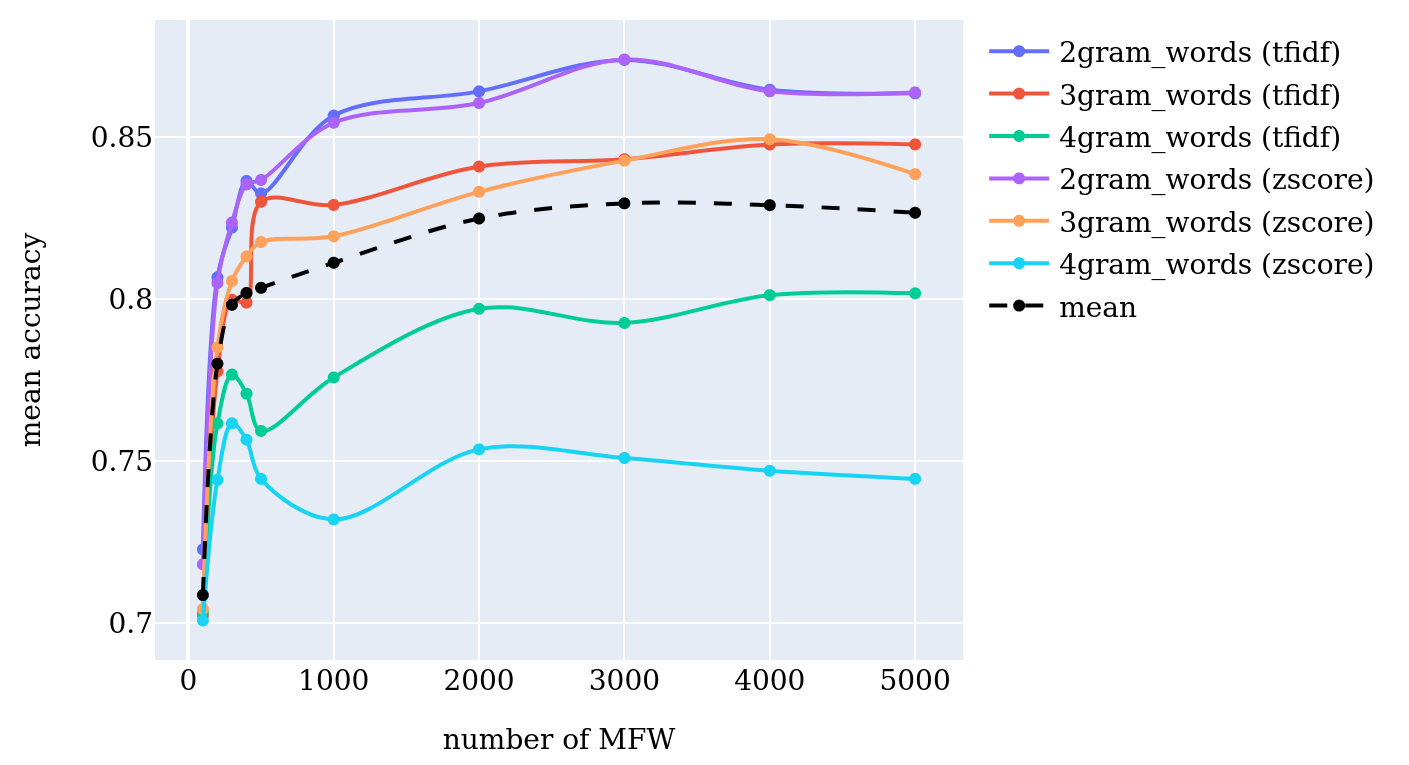 mean accuracy
0.85
0.8
0.75
0.7
0 1000 2000 3000 4000 5000
number of MFW
2gram_words (tfidf)
3gram_words (tfidf)
4gram_words (tfidf)
2gram_words (zscore)
3gram_words (zscore)
4gram_words (zscore)
mean